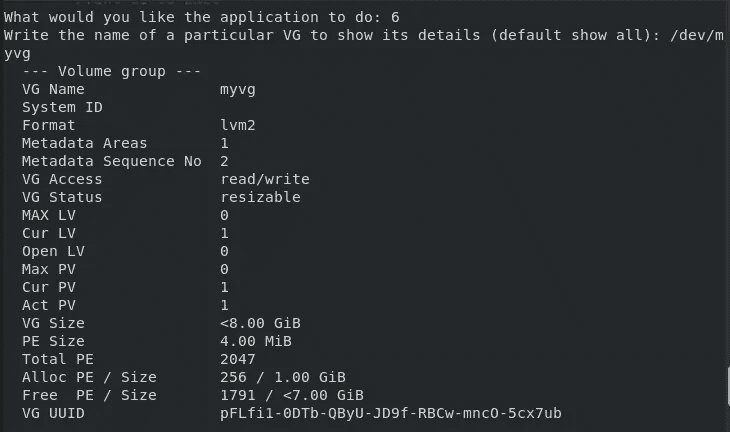 What would you like the application to do: 6
Write the name of a particular VG to show its details (default show all): /dev/m
yvg
--- Volume group ---
VG Name myvg
System ID
Format lvm2
Metadata Areas 1
Metadata Sequence No 2
VG Access read/write
VG Status resizable
MAX LV 0
Cur LV 1
Open LV 0
Max PV 0
Cur PV 1
Act PV 1
VG Size <8.00 GiB
PE Size 4.00 MiB
Total PE 2047
Alloc PE / Size 256 / 1.00 GiB
Free PE / Size 1791 / <7.00 GiB
VG UUID pFLfi1-0DTb-QByU-JD9f-RBCw-mncO-5cx7ub